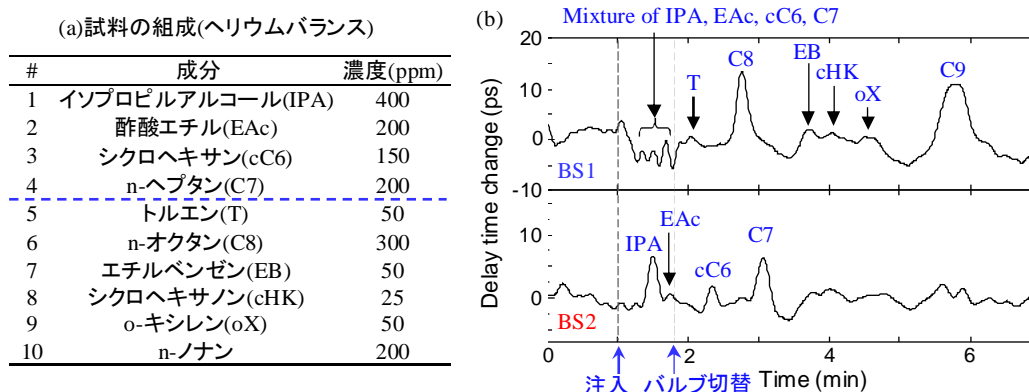 (a)試料の組成(ヘリウムバランス)
# 成分 濃度(ppm)
1 イソプロピルアルコール(IPA) 400
2 酢酸エチル(EAc) 200
3 シクロヘキサン(cC6) 150
4 n-ヘプタン(C7) 200
5 トルエン(T) 50
6 n-オクタン(C8) 300
7 エチルベンゼン(EB) 50
8 シクロヘキサノン(cHK) 25
9 o-キシレン(oX) 50
10 n-ノナン 200
(b)
Mixture of IPA, EAc, cC6, C7
Delay time change (ps)
20
10
0
-10
T
C8
EB
cHK
oX
C9
BS1
10
0
IPA
EAc
cC6
C7
BS2
0 2 4 6
注入 バルブ切替 Time (min)